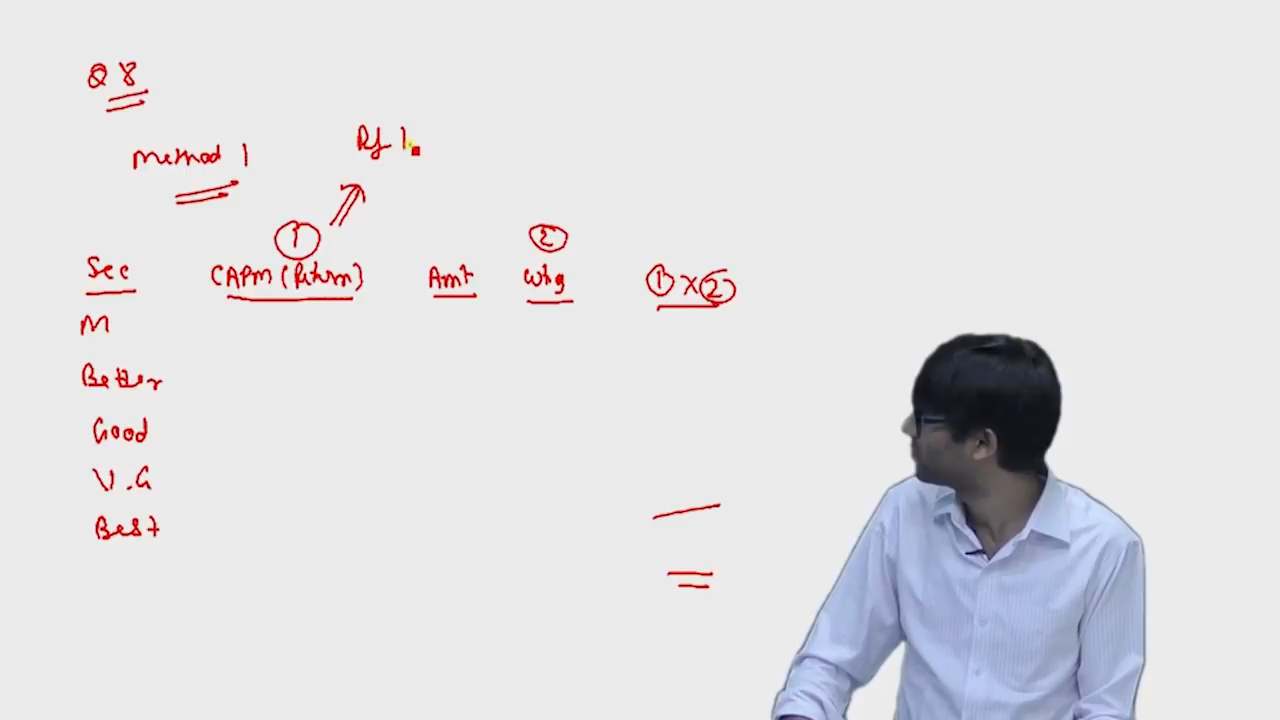 Q 8
Method 1
Rf 1
① ②
Sec CAPM (Return) Amt Wtg ① X ②
M
Better
Good
V.G
Best